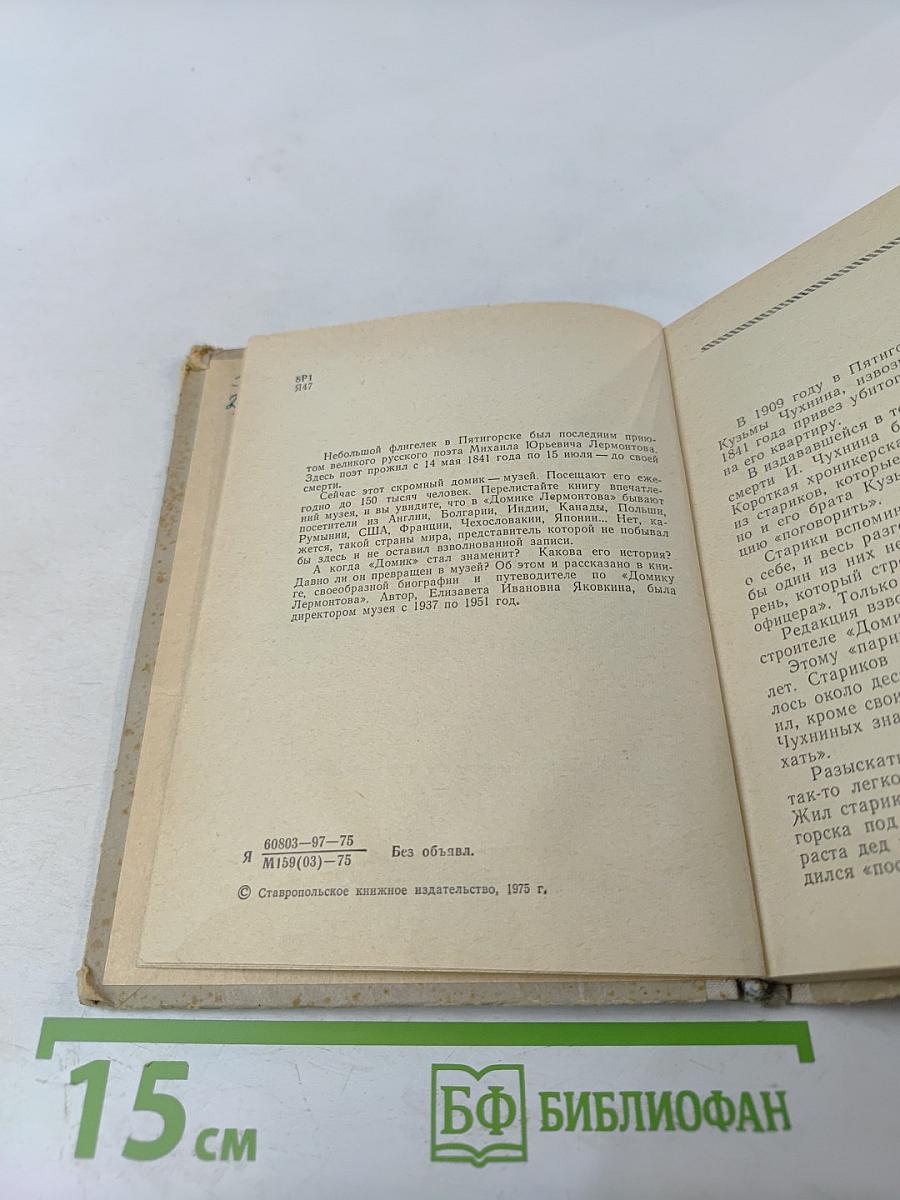 8Р1
Я47
Небольшой флигелек в Пятигорске был последним прию-
том великого русского поэта Михаила Юрьевича Лермонтова.
Здесь поэт прожил с 14 мая 1841 года по 15 июля — до своей
смерти.
Сейчас этот скромный домик — музей. Посещают его еже-
годно до 150 тысяч человек. Перелистайте книгу впечатле-
ний музея, и вы увидите, что в «Домике Лермонтова» бывают
посетители из Англии, Болгарии, Индии, Канады, Польши,
Румынии, США, Франции, Чехословакии, Японии... Нет, ка-
жется, такой страны мира, представитель которой не побывал
бы здесь и не оставил взволнованной записи.
А когда «Домик» стал знаменит? Какова его история?
Давно ли он превращен в музей? Об этом и рассказано в кни-
ге, своеобразной биографии и путеводителе по «Домику
Лермонтова». Автор, Елизавета Ивановна Яковкина, была
директором музея с 1937 по 1951 год.
Я 60803—97—75
М159(03)—75 Без объявл.
© Ставропольское книжное издательство, 1975 г.
В 1909 году в Пятиго
Кузьмы Чухнина, извоз
1841 года привез убитог
на его квартиру.
В издававшейся в т
смерти И. Чухнина б
Короткая хроникерска
из стариков, которые
но и его брата Кузь
цию «поговорить».
Старики вспомин
о себе, и весь разг
бы один из них не
рень, который стр
офицера». Только
Редакция взво
строителе «Доми
Этому «парн
лет. Стариков
лось около дес
ил, кроме свои
Чухниных зна
хать».
Разыскать
так-то легко
Жил старик
горска под
раста дед
дился «пос
15 см
БФ БИБЛИОФАН